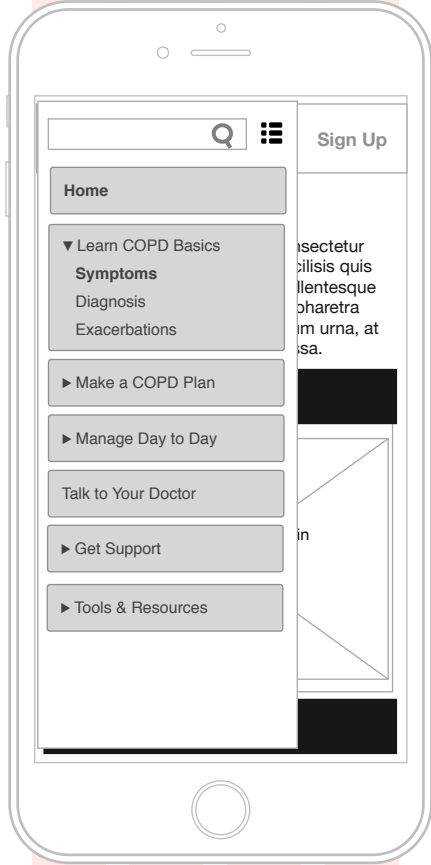 Sign Up
Home
▼ Learn COPD Basics
Symptoms
Diagnosis
Exacerbations
▶ Make a COPD Plan
▶ Manage Day to Day
Talk to Your Doctor
▶ Get Support
▶ Tools & Resources
nsectetur
cilisis quis
llentesque
pharetra
m urna, at
ssa.
in